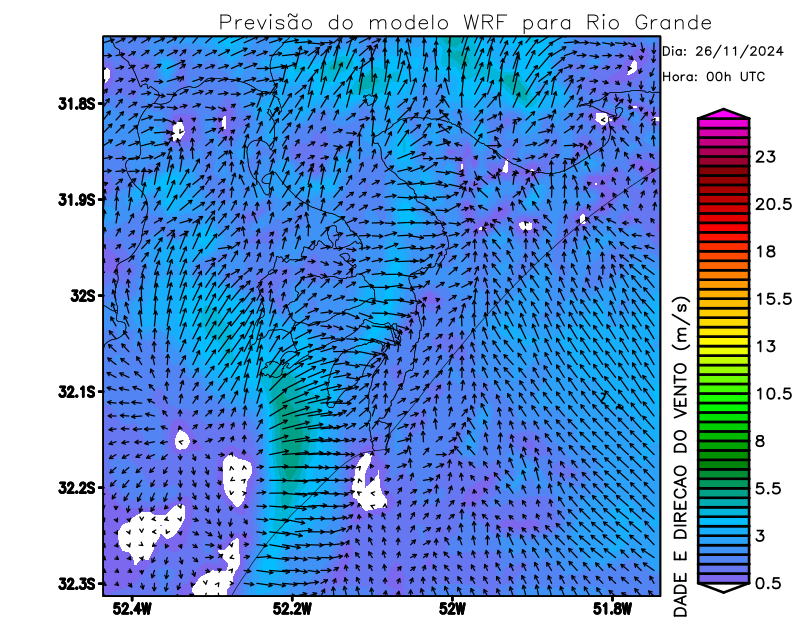 Previsão do modelo WRF para Rio Grande
Dia: 26/11/2024
Hora: 00h UTC
31.8S
31.9S
32S
32.1S
32.2S
32.3S
52.4W
52.2W
52W
51.8W
23
20.5
18
15.5
13
10.5
8
5.5
3
0.5
DADE E DIRECAO DO VENTO (m/s)